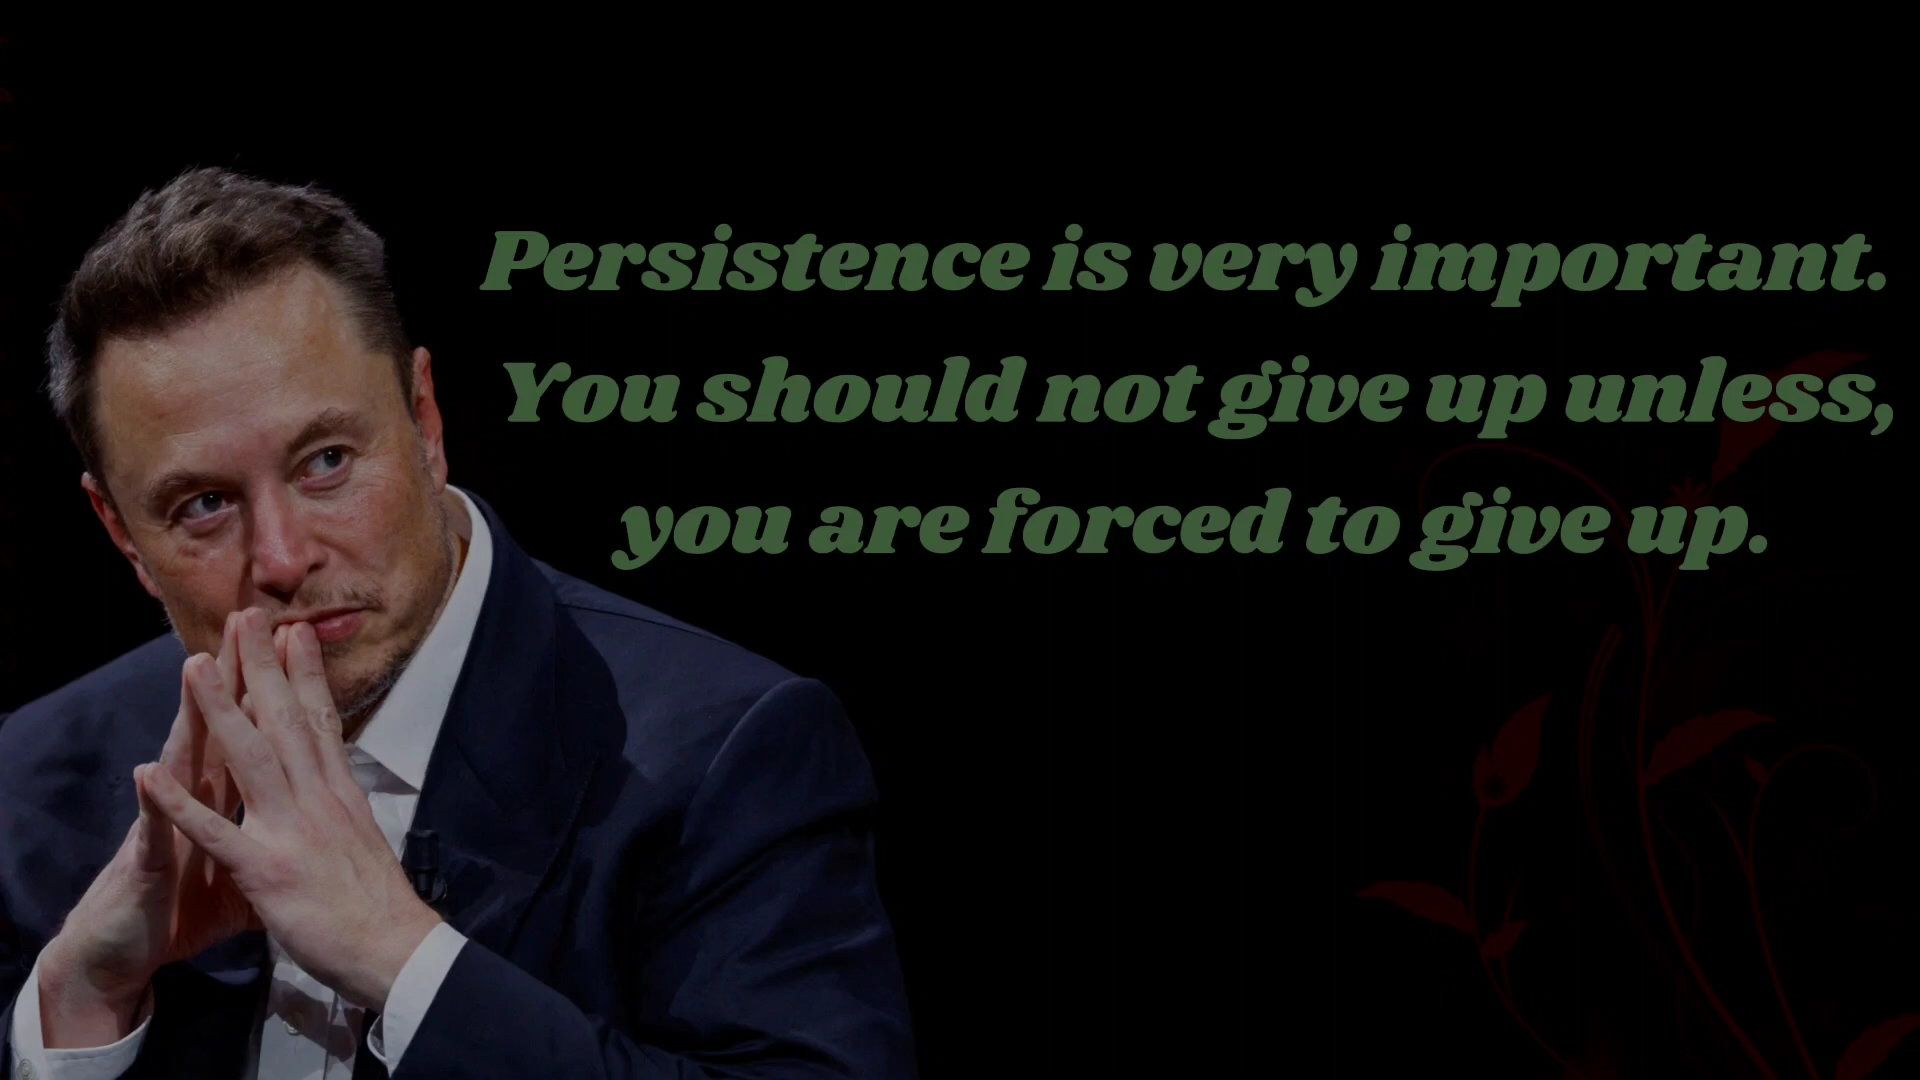 Persistence is very important.
You should not give up unless,
you are forced to give up.